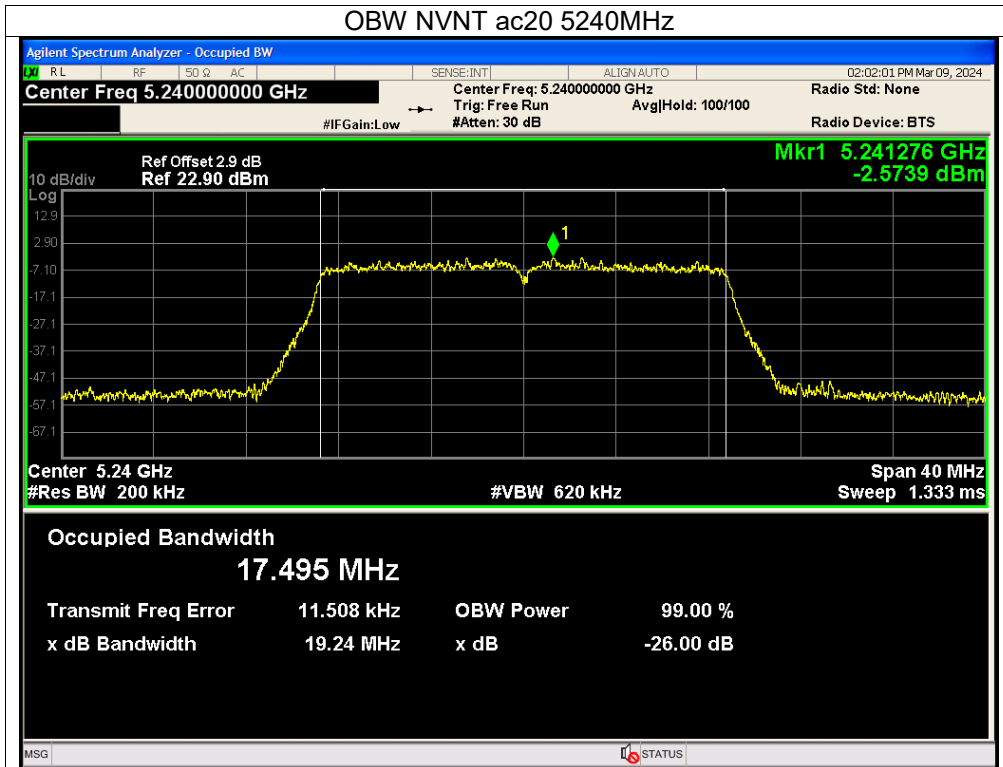 OBW NVNT ac20 5240MHz
Agilent Spectrum Analyzer - Occupied BW
LXI RL RF 50 Ω AC SENSE:INT ALIGN AUTO 02:02:01 PM Mar 09, 2024
Center Freq 5.240000000 GHz Center Freq: 5.240000000 GHz Radio Std: None
Trig: Free Run Avg|Hold: 100/100
#IFGain:Low #Atten: 30 dB Radio Device: BTS
Mkr1 5.241276 GHz
-2.5739 dBm
Ref Offset 2.9 dB
10 dB/div Ref 22.90 dBm
Log
12.9
2.90
-7.10
-17.1
-27.1
-37.1
-47.1
-57.1
-67.1
1
Center 5.24 GHz Span 40 MHz
#Res BW 200 kHz #VBW 620 kHz Sweep 1.333 ms
Occupied Bandwidth
17.495 MHz
Transmit Freq Error 11.508 kHz OBW Power 99.00 %
x dB Bandwidth 19.24 MHz x dB -26.00 dB
MSG STATUS